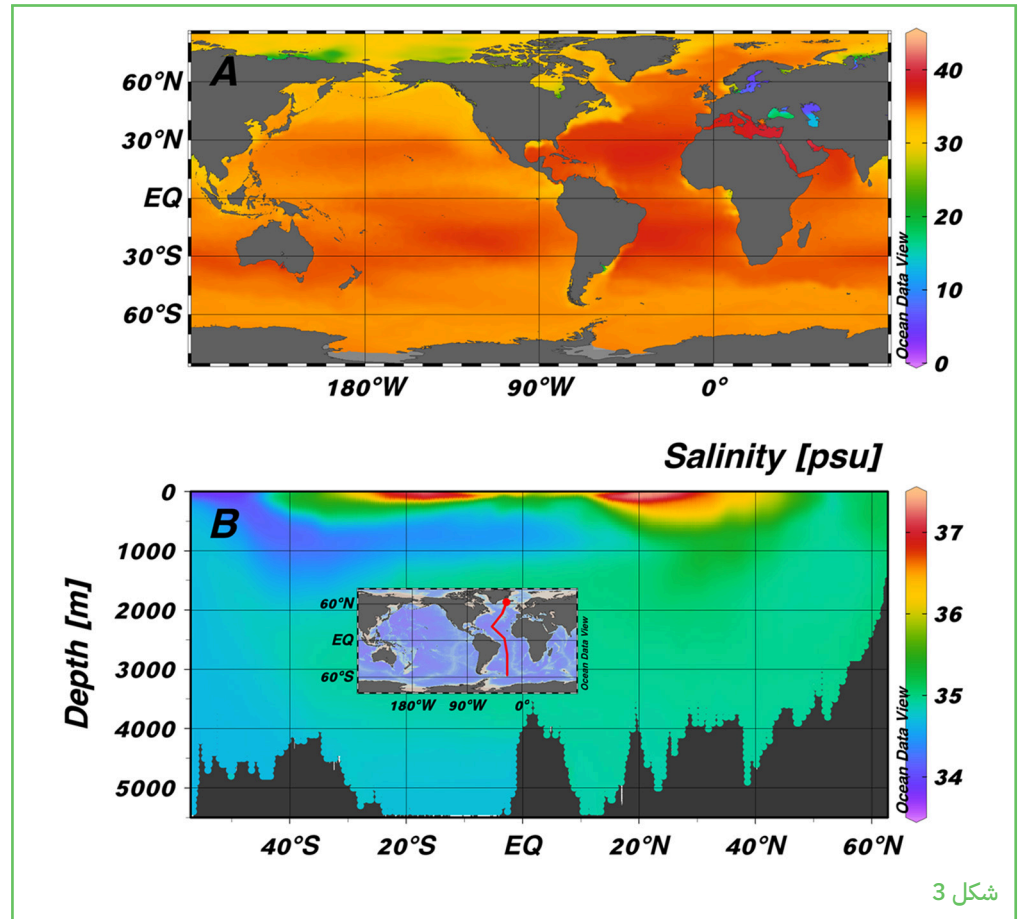 A
60°N
30°N
EQ
30°S
60°S
180°W 90°W 0°
40
30
20
10
0
Ocean Data View
Salinity [psu]
B
0
1000
2000
3000
4000
5000
Depth [m]
60°N
EQ
60°S
180°W 90°W 0°
Ocean Data View
37
36
35
34
Ocean Data View
40°S 20°S EQ 20°N 40°N 60°N
شكل 3